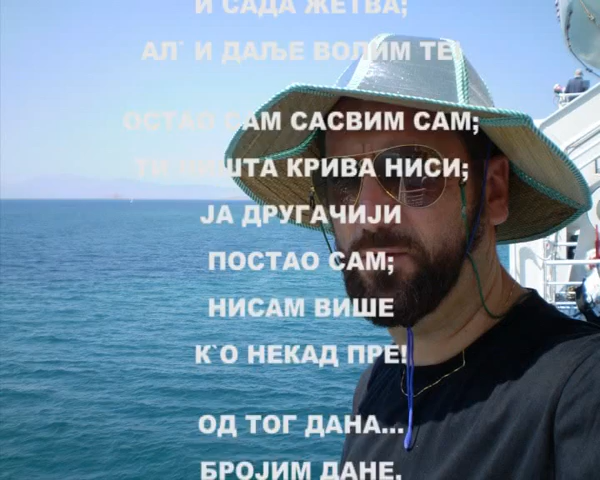 И САДА ЖЕТВА;
АЛ` И ДАЉЕ ВОЛИМ ТЕ!
ОСТАО САМ САСВИМ САМ;
ТИ НИШТА КРИВА НИСИ;
ЈА ДРУГАЧИЈИ
ПОСТАО САМ;
НИСАМ ВИШЕ
К`О НЕКАД ПРЕ!
ОД ТОГ ДАНА...
БРОЈИМ ДАНЕ,